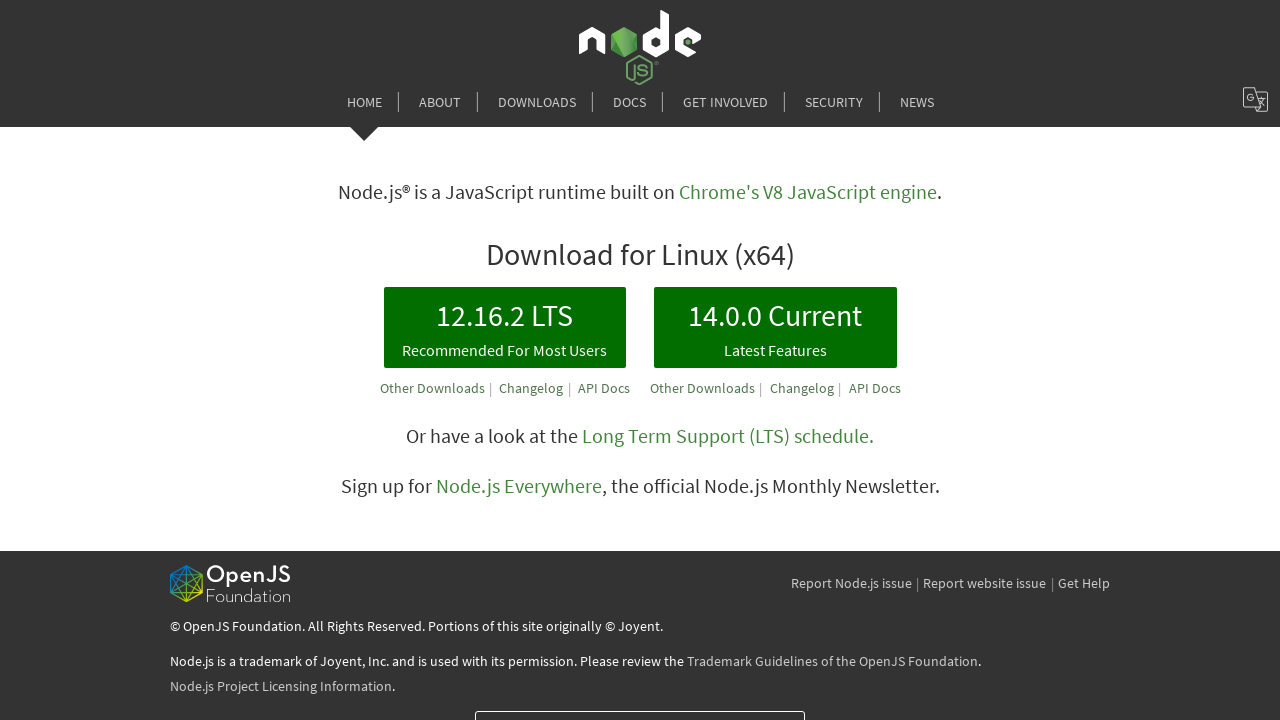 node
JS
HOME
ABOUT
DOWNLOADS
DOCS
GET INVOLVED
SECURITY
NEWS
Node.js® is a JavaScript runtime built on Chrome's V8 JavaScript engine.
Download for Linux (x64)
12.16.2 LTS
Recommended For Most Users
14.0.0 Current
Latest Features
Other Downloads | Changelog | API Docs
Other Downloads | Changelog | API Docs
Or have a look at the Long Term Support (LTS) schedule.
Sign up for Node.js Everywhere, the official Node.js Monthly Newsletter.
OpenJS
Foundation
Report Node.js issue | Report website issue | Get Help
© OpenJS Foundation. All Rights Reserved. Portions of this site originally © Joyent.
Node.js is a trademark of Joyent, Inc. and is used with its permission. Please review the Trademark Guidelines of the OpenJS Foundation.
Node.js Project Licensing Information.